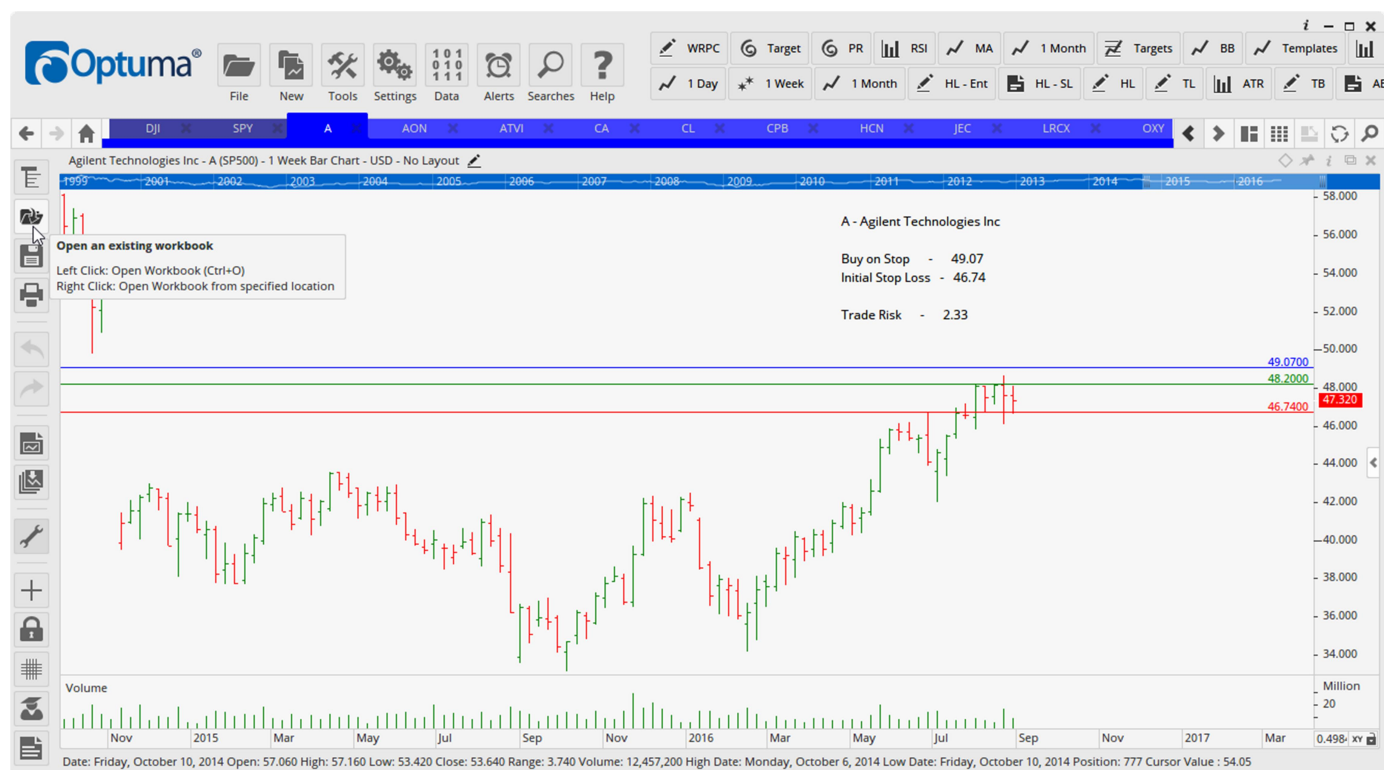 Optuma®
File
New
Tools
Settings
Data
Alerts
Searches
Help
WRPC Target PR RSI MA 1 Month Targets BB Templates
1 Day 1 Week 1 Month HL - Ent HL - SL HL TL ATR TB
DJI SPY A AON ATVI CA CL CPB HCN JEC LRCX OXY
Agilent Technologies Inc - A (SP500) - 1 Week Bar Chart - USD - No Layout
1999 2001 2002 2003 2004 2005 2006 2007 2008 2009 2010 2011 2012 2013 2014 2015 2016
Open an existing workbook
Left Click: Open Workbook (Ctrl+O)
Right Click: Open Workbook from specified location
A - Agilent Technologies Inc
Buy on Stop - 49.07
Initial Stop Loss - 46.74
Trade Risk - 2.33
58.000
56.000
54.000
52.000
50.000
49.0700
48.2000
48.000
47.320
46.7400
46.000
44.000
42.000
40.000
38.000
36.000
34.000
Volume
Million
20
Nov 2015 Mar May Jul Sep Nov 2016 Mar May Jul Sep Nov 2017 Mar 0.498 XY
Date: Friday, October 10, 2014 Open: 57.060 High: 57.160 Low: 53.420 Close: 53.640 Range: 3.740 Volume: 12,457,200 High Date: Monday, October 6, 2014 Low Date: Friday, October 10, 2014 Position: 777 Cursor Value : 54.05